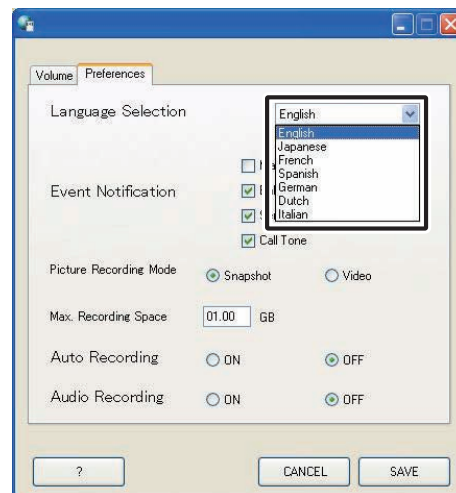 Volume Preferences
Language Selection
English
English
Japanese
French
Spanish
German
Dutch
Italian
Event Notification
Call Tone
Picture Recording Mode Snapshot Video
Max. Recording Space 01.00 GB
Auto Recording ON OFF
Audio Recording ON OFF
? CANCEL SAVE